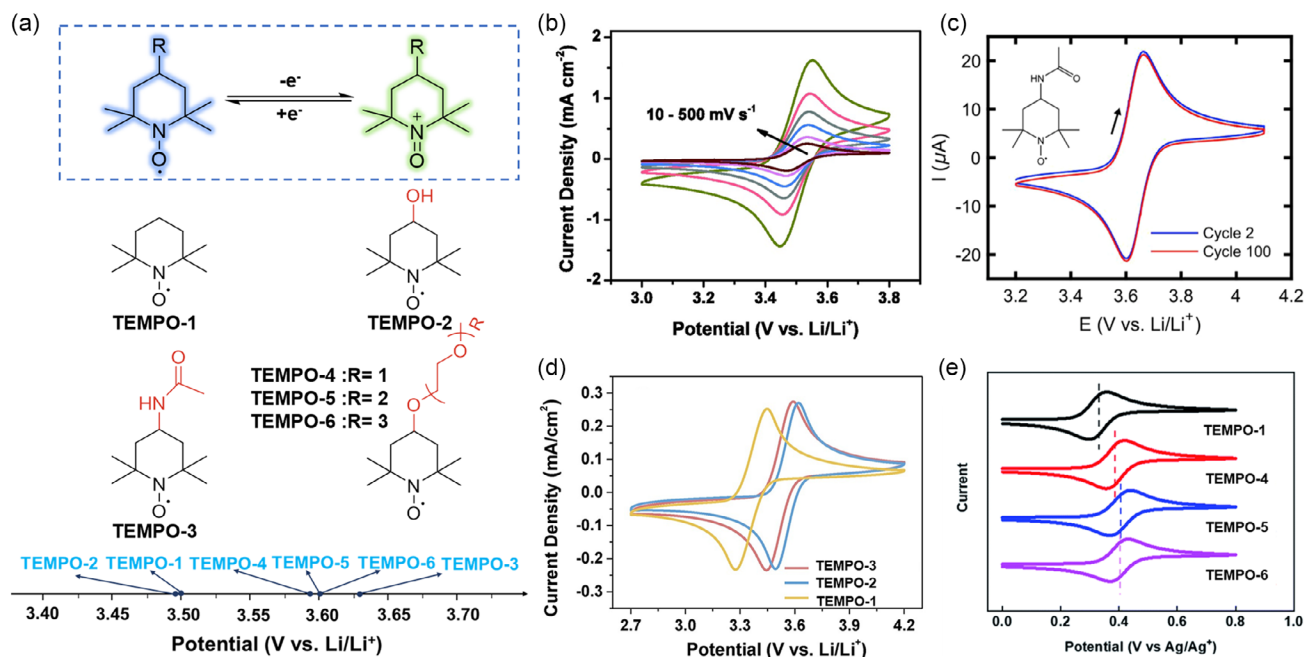 (a)
R
R
-e-
+e-
N
O
•
N
+
O
OH
N
O•
TEMPO-1
N
O•
TEMPO-2
O
HN
N
O•
TEMPO-3
TEMPO-4 :R= 1
TEMPO-5 :R= 2
TEMPO-6 :R= 3
R
O
O
N
O•
TEMPO-2 TEMPO-1 TEMPO-4 TEMPO-5 TEMPO-6 TEMPO-3
3.40 3.45 3.50 3.55 3.60 3.65 3.70
Potential (V vs. Li/Li+)
(b)
Current Density (mA cm-2)
2
1
0
-1
-2
10 - 500 mV s-1
3.0 3.2 3.4 3.6 3.8
Potential (V vs. Li/Li+)
(c)
I (µA)
20
10
0
-10
-20
HN
O
N
O•
Cycle 2
Cycle 100
3.2 3.4 3.6 3.8 4 4.2
E (V vs. Li/Li+)
(d)
Current Density (mA/cm2)
0.3
0.2
0.1
0.0
-0.1
-0.2
-0.3
TEMPO-3
TEMPO-2
TEMPO-1
2.7 3.0 3.3 3.6 3.9 4.2
Potential (V vs. Li/Li+)
(e)
Current
TEMPO-1
TEMPO-4
TEMPO-5
TEMPO-6
0.0 0.2 0.4 0.6 0.8 1.0
Potential (V vs Ag/Ag+)